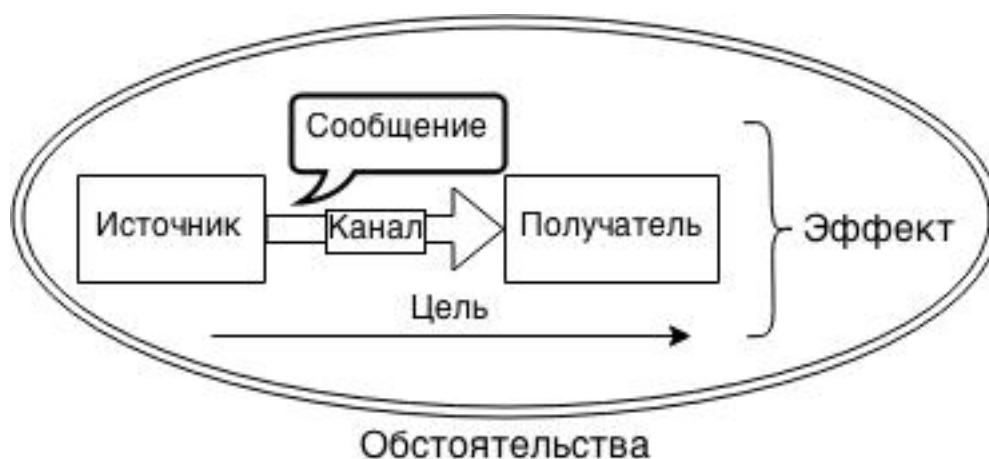 Сообщение
Источник
Канал
Получатель
Эффект
Цель
Обстоятельства